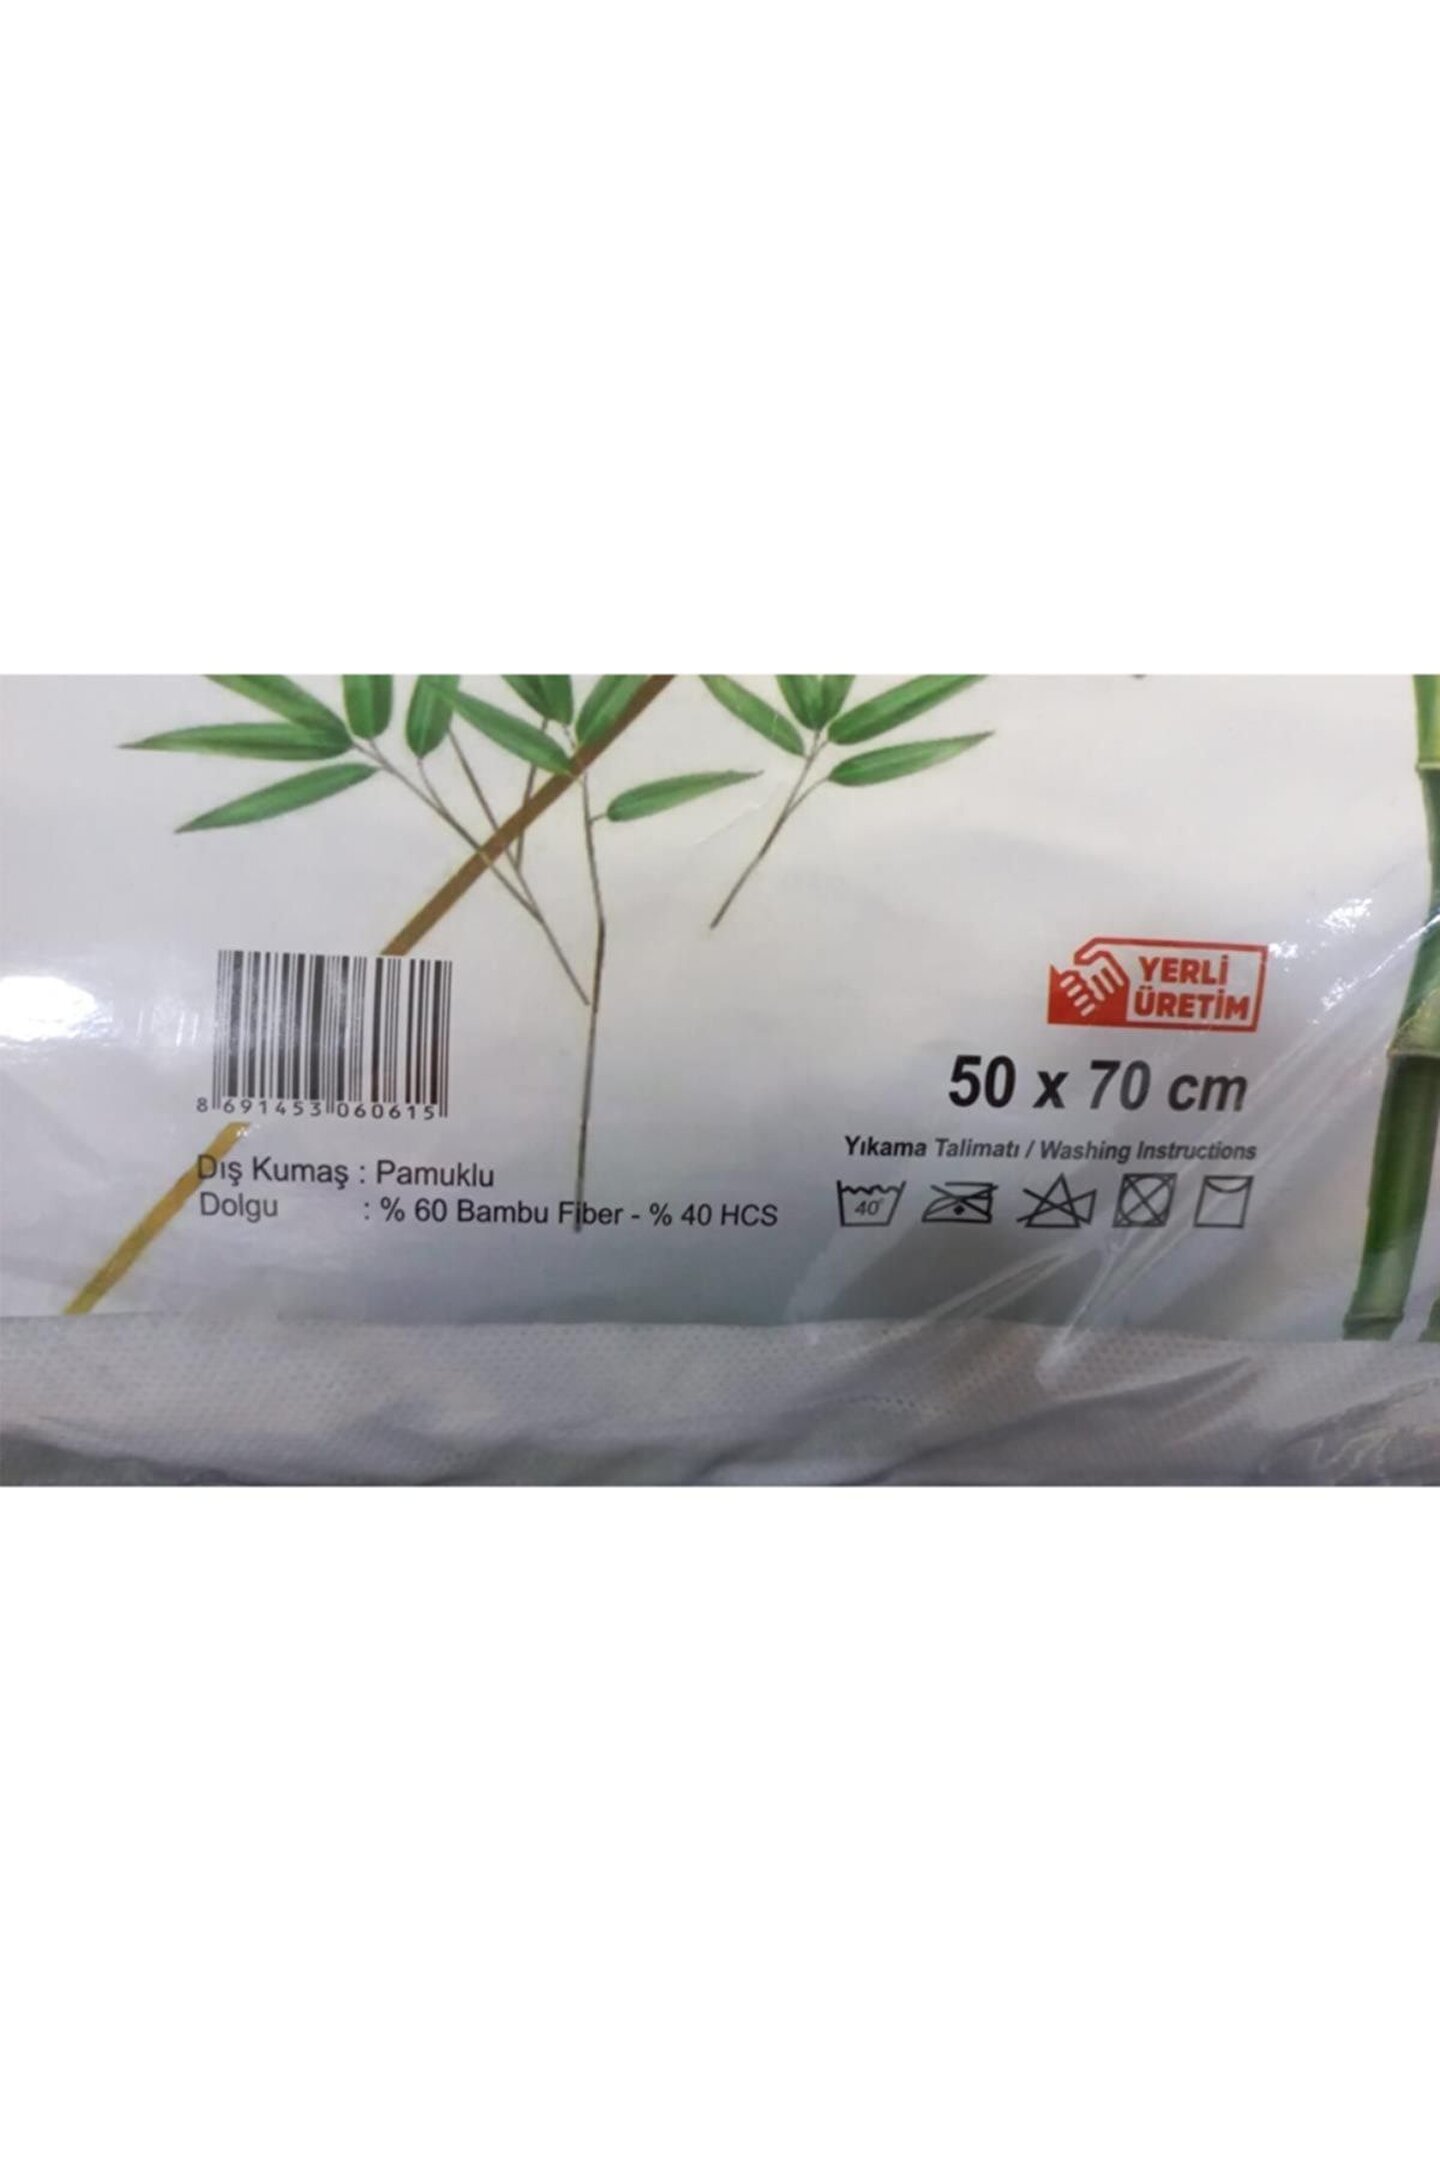 YERLİ
ÜRETİM
50 x 70 cm
8 691453 060615
Yıkama Talimatı / Washing Instructions
40°
Dış Kumaş : Pamuklu
Dolgu : % 60 Bambu Fiber - % 40 HCS